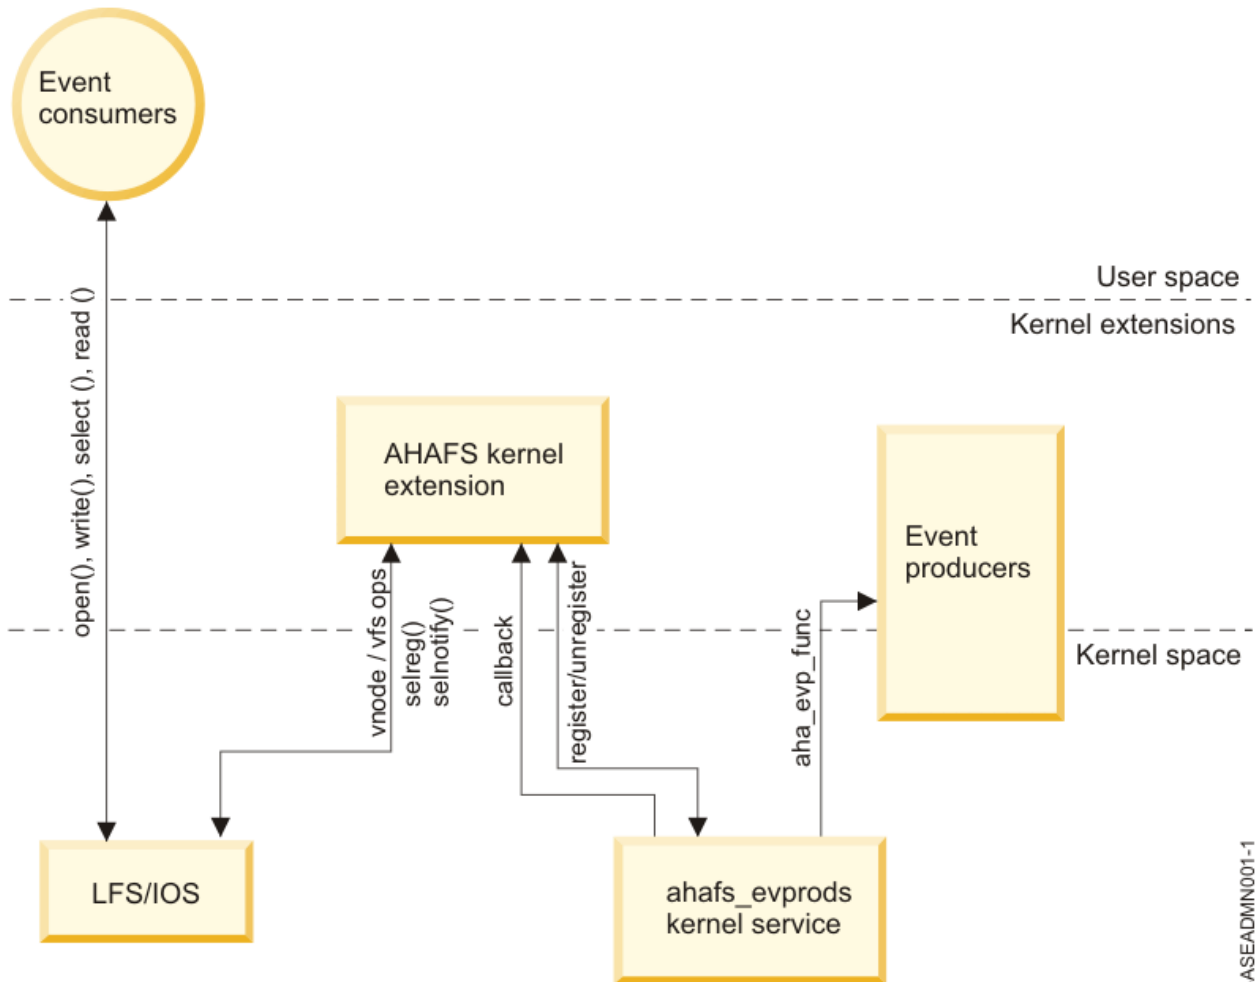 Event
consumers
User space
Kernel extensions
open(), write(), select (), read ()
AHAFS kernel
extension
Event
producers
vnode / vfs ops
selreg()
selnotify()
callback
register/unregister
aha_evp_func
Kernel space
LFS/IOS
ahafs_evprods
kernel service
ASEADMN001-1